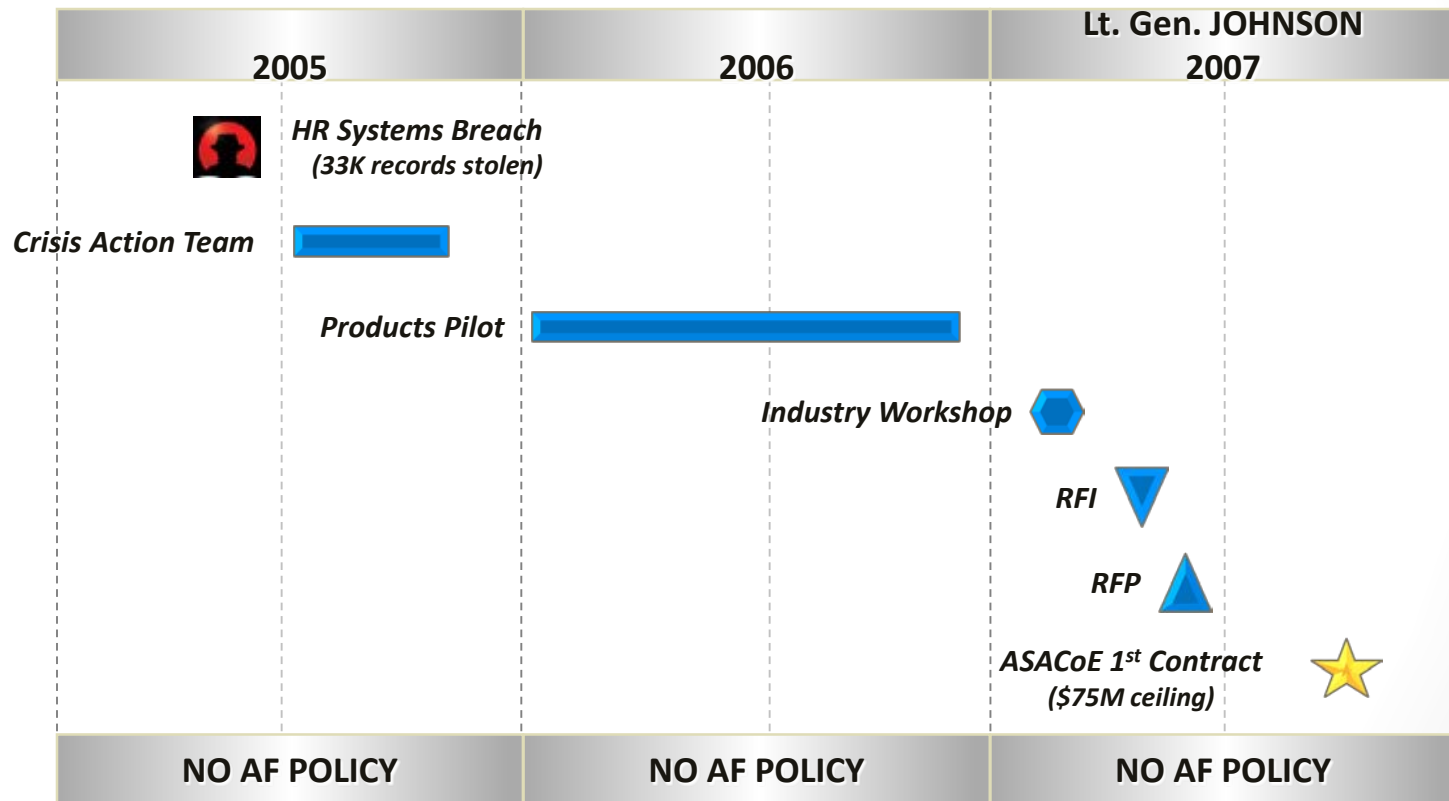 Lt. Gen. JOHNSON
2005
2006
2007
HR Systems Breach
(33K records stolen)
Crisis Action Team
Products Pilot
Industry Workshop
RFI
RFP
ASACoE 1st Contract
($75M ceiling)
NO AF POLICY
NO AF POLICY
NO AF POLICY